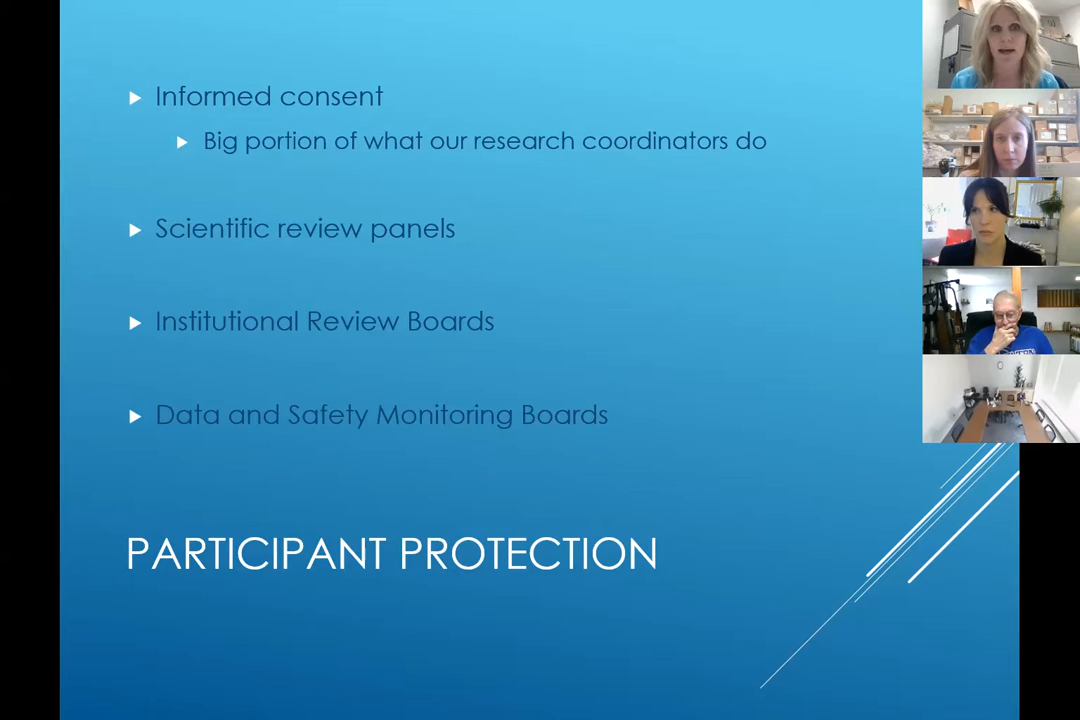 Informed consent
Big portion of what our research coordinators do
Scientific review panels
Institutional Review Boards
Data and Safety Monitoring Boards
PARTICIPANT PROTECTION